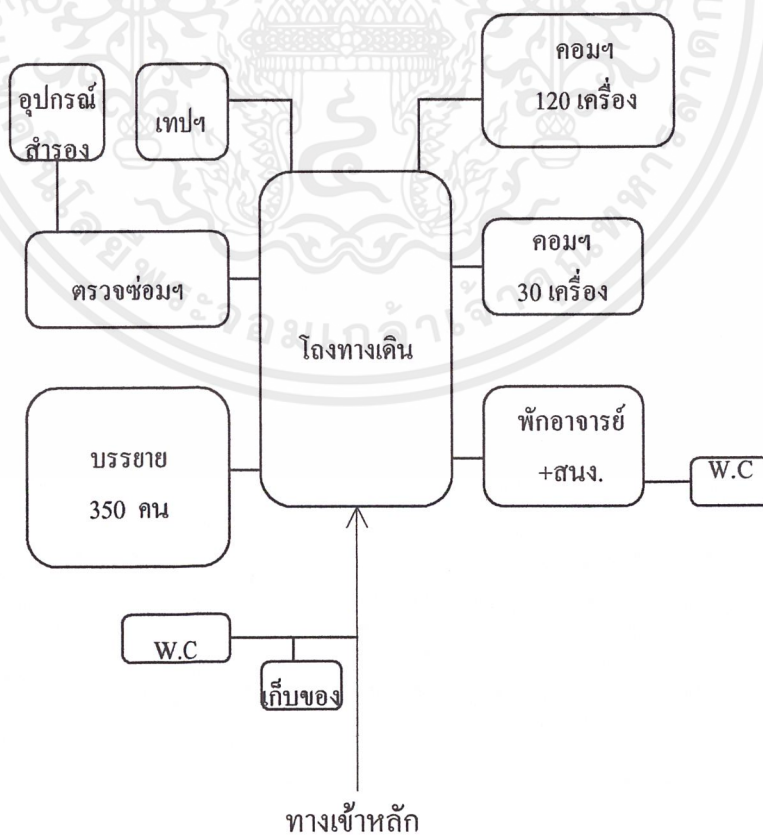 คอมฯ
120 เครื่อง
อุปกรณ์
สำรอง
เทปฯ
คอมฯ
30 เครื่อง
ตรวจซ่อมฯ
โถงทางเดิน
พักอาจารย์
+สนง.
W.C
บรรยาย
350 คน
W.C
เก็บของ
ทางเข้าหลัก